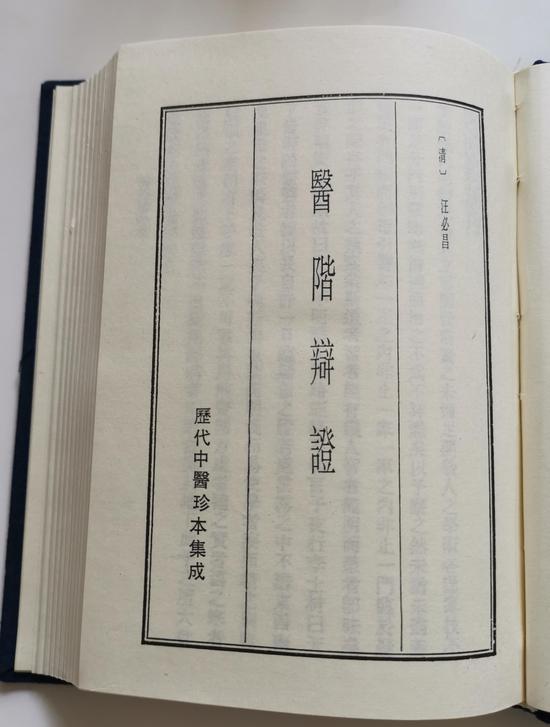 〔清〕 汪必昌
醫階辯證
歷代中醫珍本集成